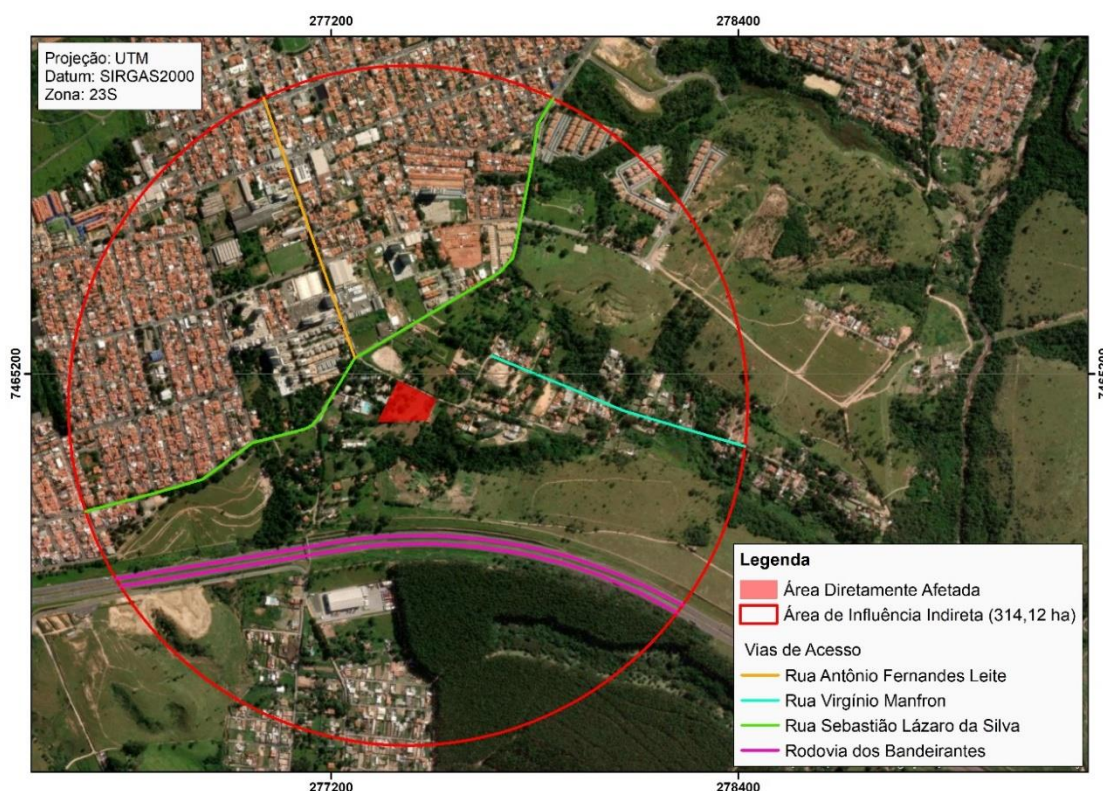 277200
278400
Projeção: UTM
Datum: SIRGAS2000
Zona: 23S
7465200
7465200
Legenda
Área Diretamente Afetada
Área de Influência Indireta (314,12 ha)
Vias de Acesso
Rua Antônio Fernandes Leite
Rua Virgínio Manfron
Rua Sebastião Lázaro da Silva
Rodovia dos Bandeirantes
277200
278400